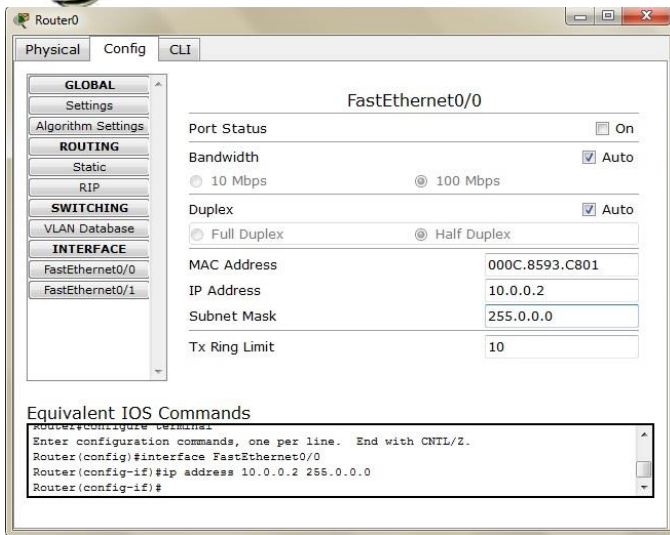 Router0
Physical Config CLI
GLOBAL
Settings
Algorithm Settings
ROUTING
Static
RIP
SWITCHING
VLAN Database
INTERFACE
FastEthernet0/0
FastEthernet0/1
FastEthernet0/0
Port Status On
Bandwidth Auto
10 Mbps 100 Mbps
Duplex Auto
Full Duplex Half Duplex
MAC Address 000C.8593.C801
IP Address 10.0.0.2
Subnet Mask 255.0.0.0
Tx Ring Limit 10
Equivalent IOS Commands
Router#configure terminal
Enter configuration commands, one per line. End with CNTL/Z.
Router(config)#interface FastEthernet0/0
Router(config-if)#ip address 10.0.0.2 255.0.0.0
Router(config-if)#